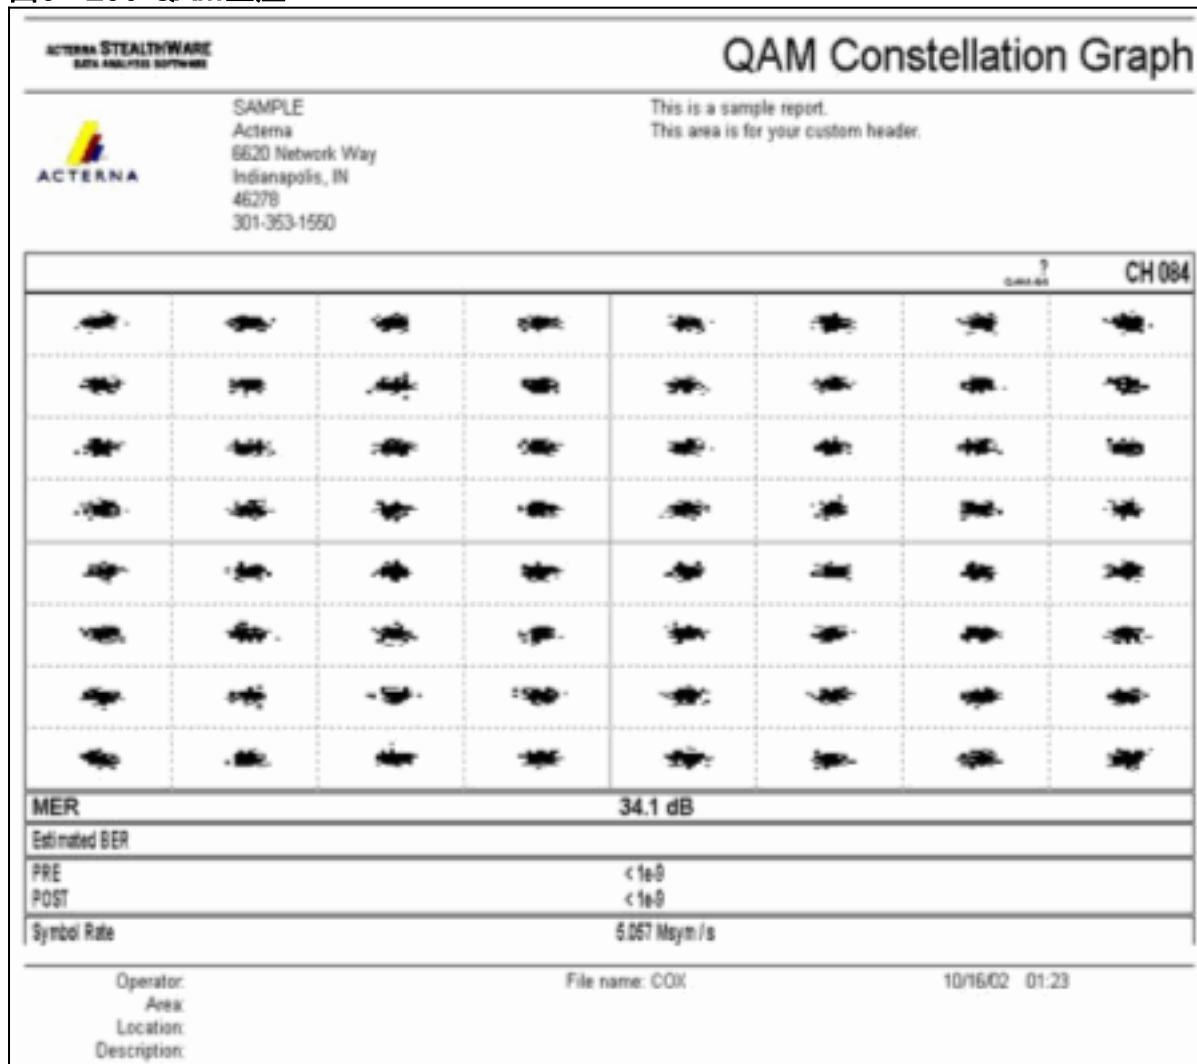 ACTERNA STEALTHWARE
DATA ANALYSIS SOFTWARE
QAM Constellation Graph
ACTERNA
SAMPLE
Acterna
6620 Network Way
Indianapolis, IN
46278
301-353-1550
This is a sample report.
This area is for your custom header.
?
CH 084
MER 34.1 dB
Estimated BER
PRE < 1e-9
POST < 1e-9
Symbol Rate 5.057 Msym / s
Operator: File name: COX 10/16/02 01:23
Area:
Location:
Description: